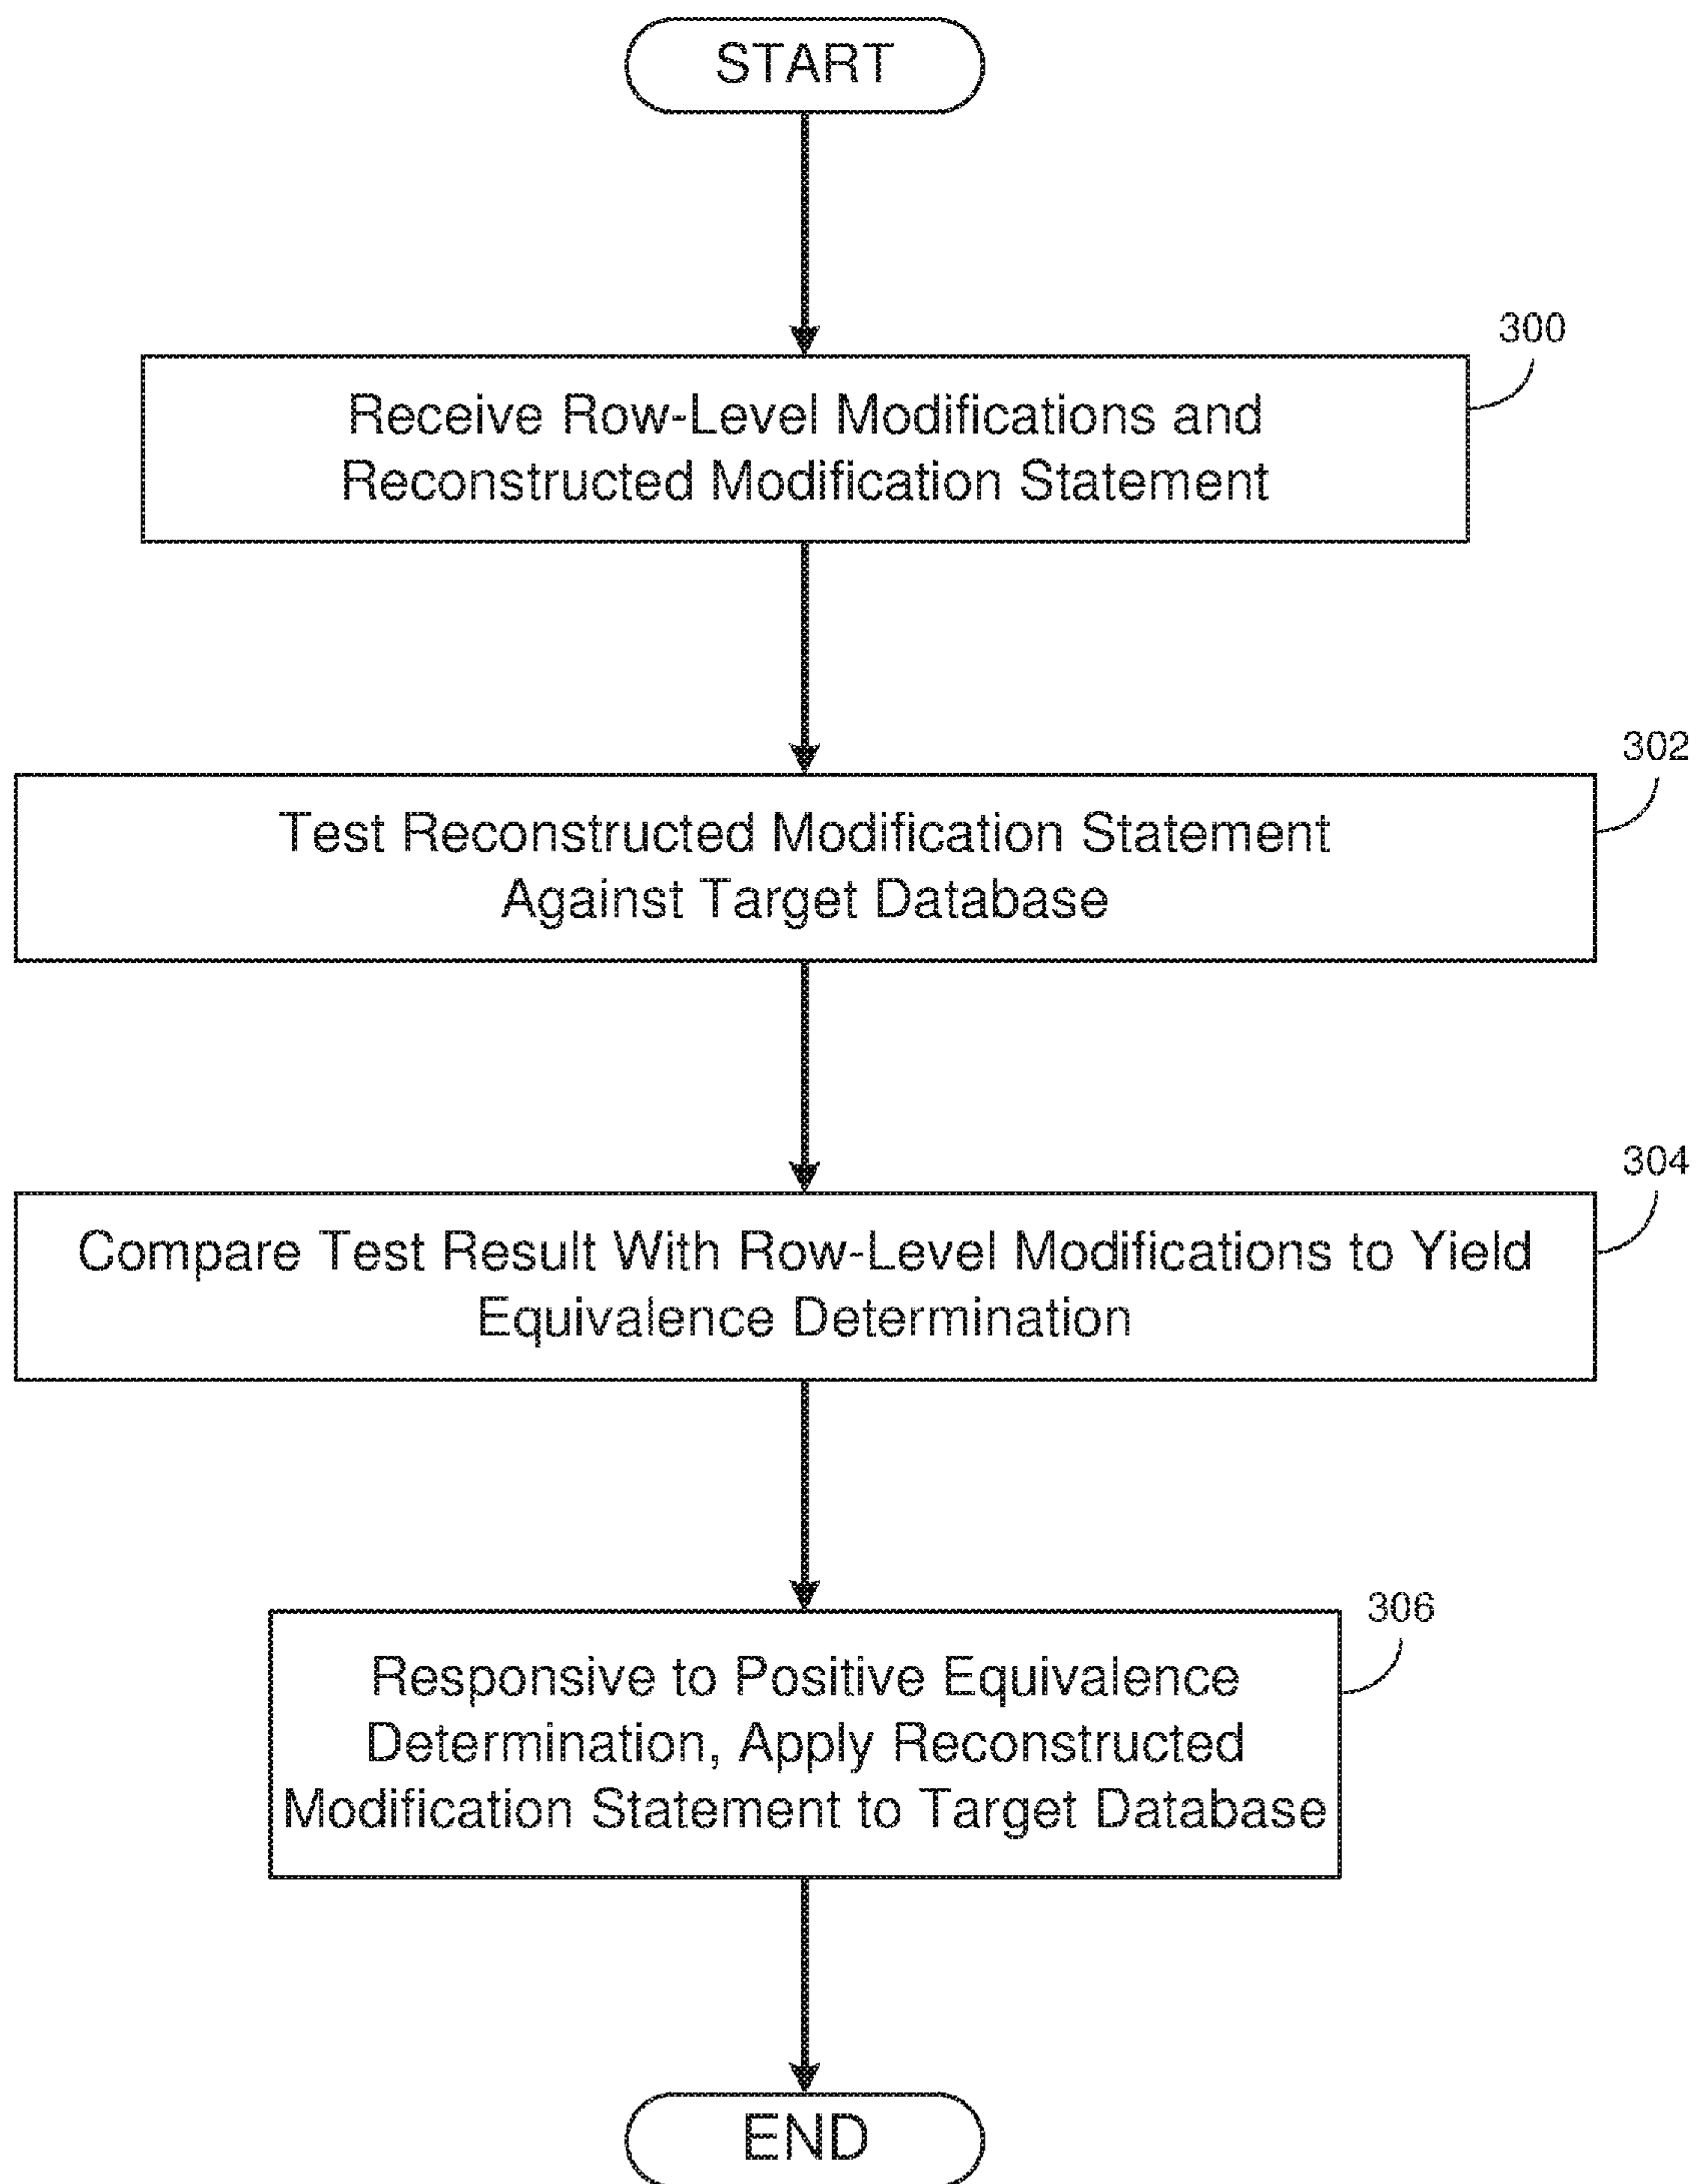 START
300
Receive Row-Level Modifications and
Reconstructed Modification Statement
302
Test Reconstructed Modification Statement
Against Target Database
304
Compare Test Result With Row-Level Modifications to Yield
Equivalence Determination
306
Responsive to Positive Equivalence
Determination, Apply Reconstructed
Modification Statement to Target Database
END